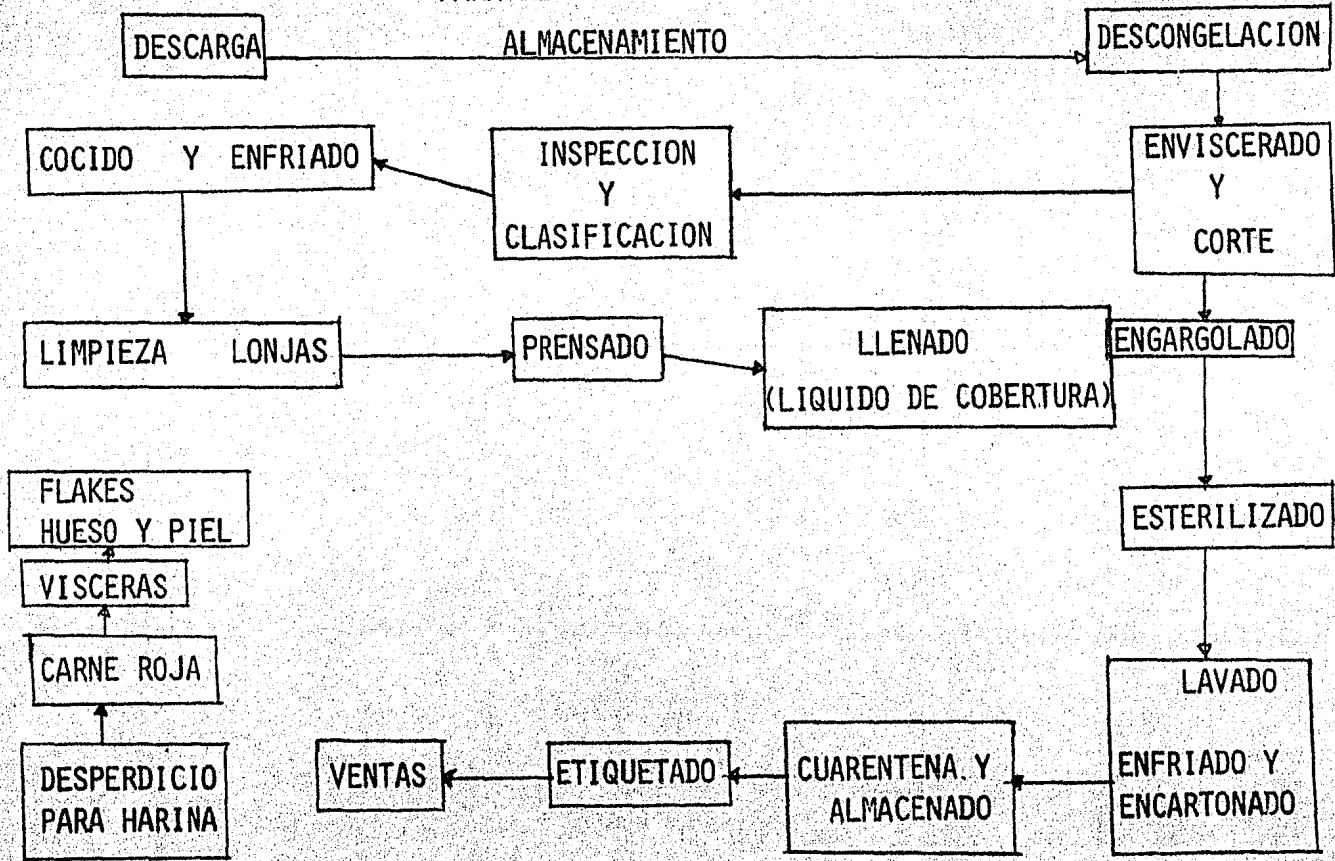 DESCARGA
ALMACENAMIENTO
DESCONGELACION
ENVISCERADO
Y
CORTE
INSPECCION
Y
CLASIFICACION
COCIDO Y ENFRIADO
LIMPIEZA LONJAS
PRENSADO
LLENADO
(LIQUIDO DE COBERTURA)
ENGARGOLADO
ESTERILIZADO
LAVADO
ENFRIADO Y
ENCARTONADO
CUARENTENA. Y
ALMACENADO
ETIQUETADO
VENTAS
FLAKES
HUESO Y PIEL
VISCERAS
CARNE ROJA
DESPERDICIO
PARA HARINA